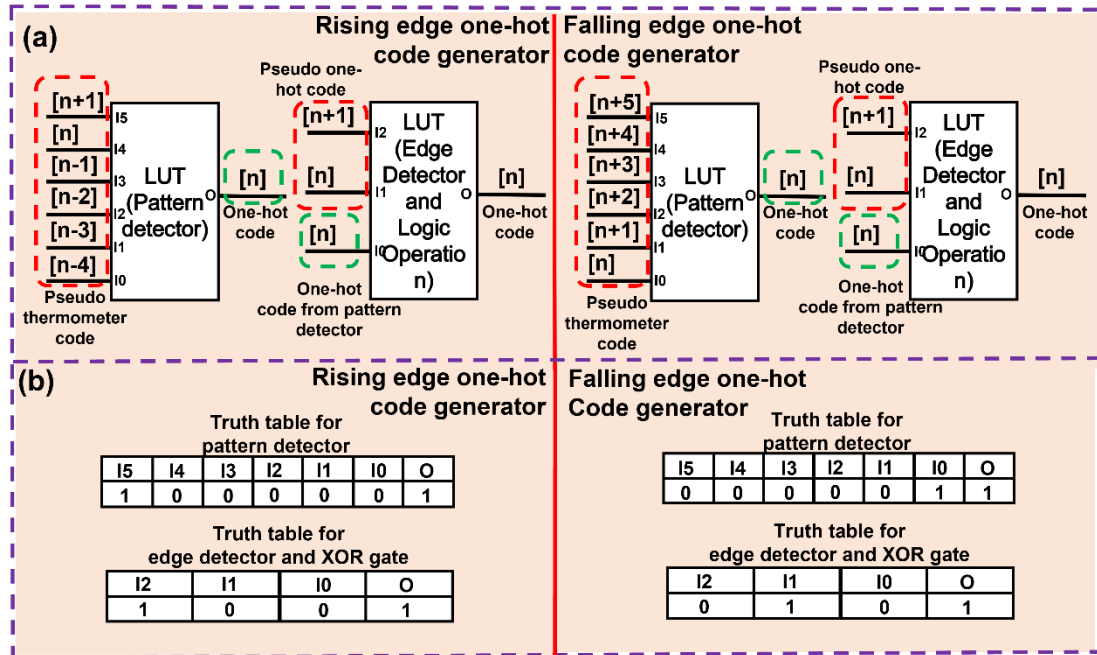 (a)
Rising edge one-hot
code generator
Pseudo one-
hot code
[n+1]
[n]
[n-1]
[n-2]
[n-3]
[n-4]
I5
I4
I3
I2
I1
I0
LUT
(Pattern
detector)
O
[n]
One-hot
code
Pseudo
thermometer
code
[n+1]
[n]
[n]
I2
I1
I0
LUT
(Edge
Detector
and
Logic
Operatio
n)
O
[n]
One-hot
code
One-hot
code from pattern
detector
Falling edge one-hot
code generator
Pseudo one-
hot code
[n+5]
[n+4]
[n+3]
[n+2]
[n+1]
[n]
I5
I4
I3
I2
I1
I0
LUT
(Pattern
detector)
O
[n]
One-hot
code
Pseudo
thermometer
code
[n+1]
[n]
[n]
I2
I1
I0
LUT
(Edge
Detector
and
Logic
Operatio
n)
O
[n]
One-hot
code
One-hot
code from pattern
detector
(b)
Rising edge one-hot
code generator
Truth table for
pattern detector
I5 I4 I3 I2 I1 I0 O
1 0 0 0 0 0 1
Truth table for
edge detector and XOR gate
I2 I1 I0 O
1 0 0 1
Falling edge one-hot
Code generator
Truth table for
pattern detector
I5 I4 I3 I2 I1 I0 O
0 0 0 0 0 1 1
Truth table for
edge detector and XOR gate
I2 I1 I0 O
0 1 0 1